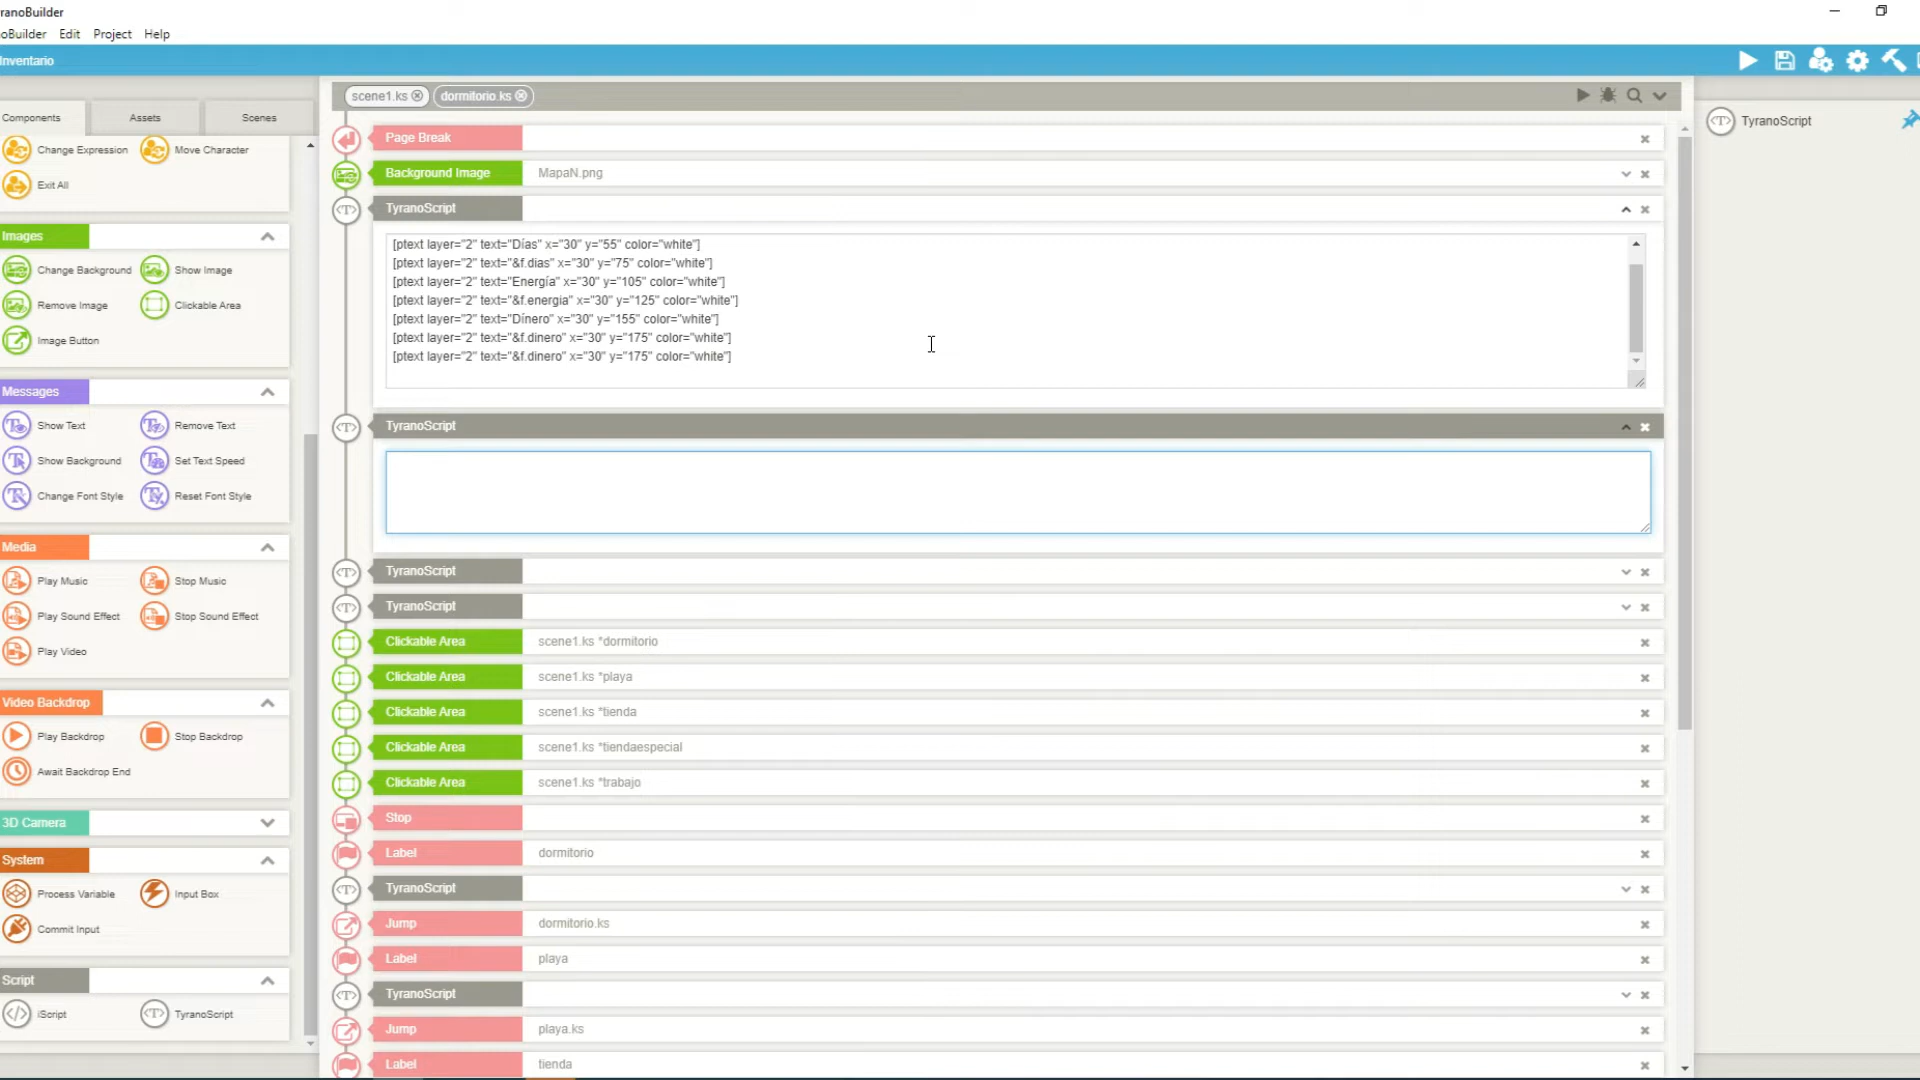 ranoBuilder
oBuilder Edit Project Help
Inventario
Components Assets Scenes
Change Expression Move Character
Exit All
Images
Change Background Show Image
Remove Image Clickable Area
Image Button
Messages
Show Text Remove Text
Show Background Set Text Speed
Change Font Style Reset Font Style
Media
Play Music Stop Music
Play Sound Effect Stop Sound Effect
Play Video
Video Backdrop
Play Backdrop Stop Backdrop
Await Backdrop End
3D Camera
System
Process Variable Input Box
Commit Input
Script
iScript TyranoScript
scene1.ks dormitorio.ks
Page Break
Background Image MapaN.png
TyranoScript
[ptext layer="2" text="Días" x="30" y="55" color="white"]
[ptext layer="2" text="&f.dias" x="30" y="75" color="white"]
[ptext layer="2" text="Energía" x="30" y="105" color="white"]
[ptext layer="2" text="&f.energia" x="30" y="125" color="white"]
[ptext layer="2" text="Dinero" x="30" y="155" color="white"]
[ptext layer="2" text="&f.dinero" x="30" y="175" color="white"]
[ptext layer="2" text="&f.dinero" x="30" y="175" color="white"]
TyranoScript
TyranoScript
TyranoScript
Clickable Area scene1.ks *dormitorio
Clickable Area scene1.ks *playa
Clickable Area scene1.ks *tienda
Clickable Area scene1.ks *tiendaespecial
Clickable Area scene1.ks *trabajo
Stop
Label dormitorio
TyranoScript
Jump dormitorio.ks
Label playa
TyranoScript
Jump playa.ks
Label tienda
TyranoScript